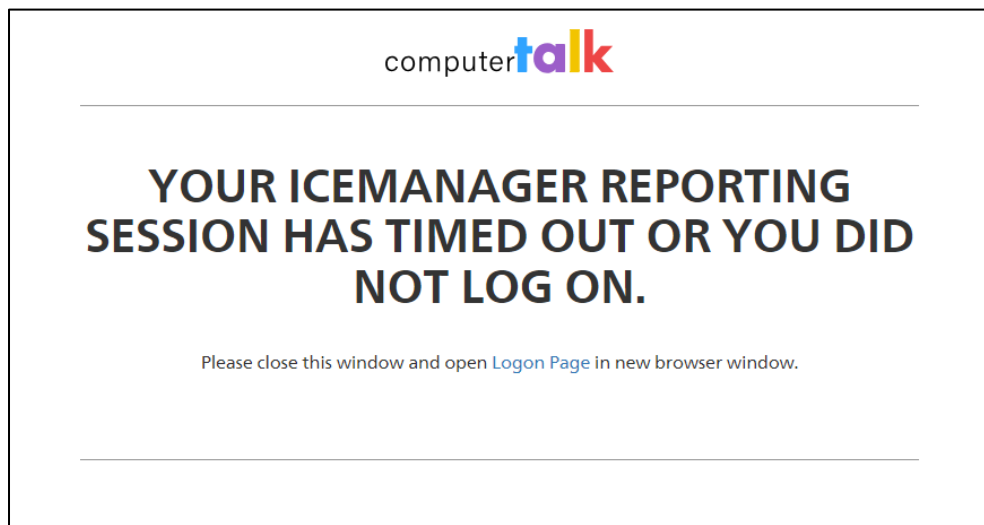 computertalk
YOUR ICEMANAGER REPORTING
SESSION HAS TIMED OUT OR YOU DID
NOT LOG ON.
Please close this window and open Logon Page in new browser window.